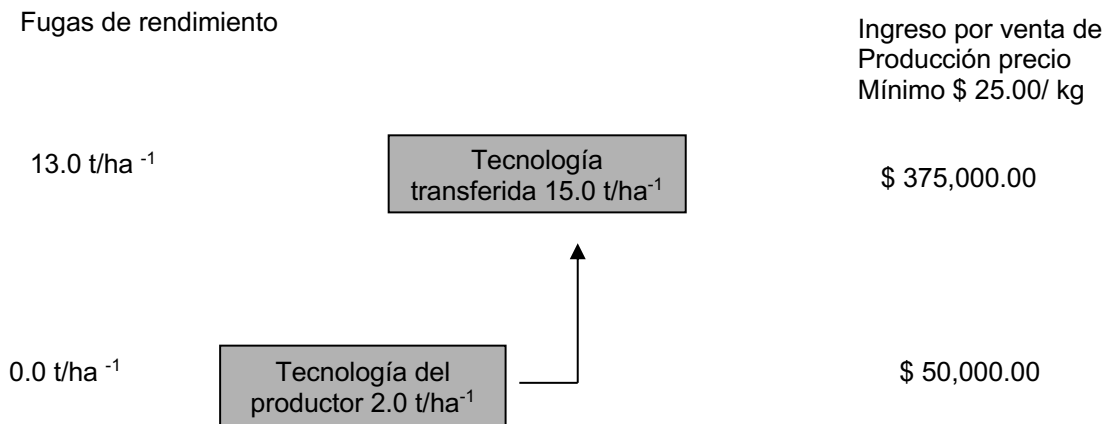 Fugas de rendimiento
Ingreso por venta de
Producción precio
Mínimo $ 25.00/ kg
13.0 t/ha -1
Tecnología
transferida 15.0 t/ha-1
$ 375,000.00
0.0 t/ha -1
Tecnología del
productor 2.0 t/ha-1
$ 50,000.00